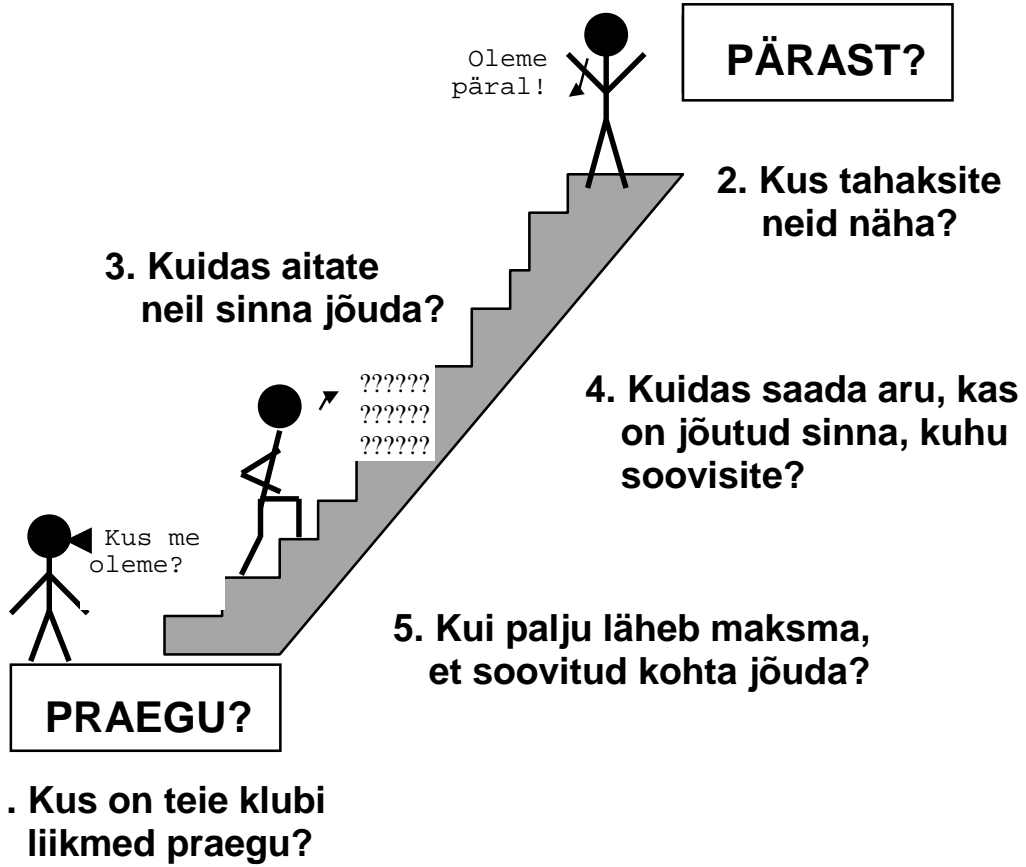 Oleme
päral!
PÄRAST?
2. Kus tahaksite
neid näha?
3. Kuidas aitate
neil sinna jõuda?
??????
??????
??????
4. Kuidas saada aru, kas
on jõutud sinna, kuhu
soovisite?
Kus me
oleme?
5. Kui palju läheb maksma,
et soovitud kohta jõuda?
PRAEGU?
. Kus on teie klubi
liikmed praegu?